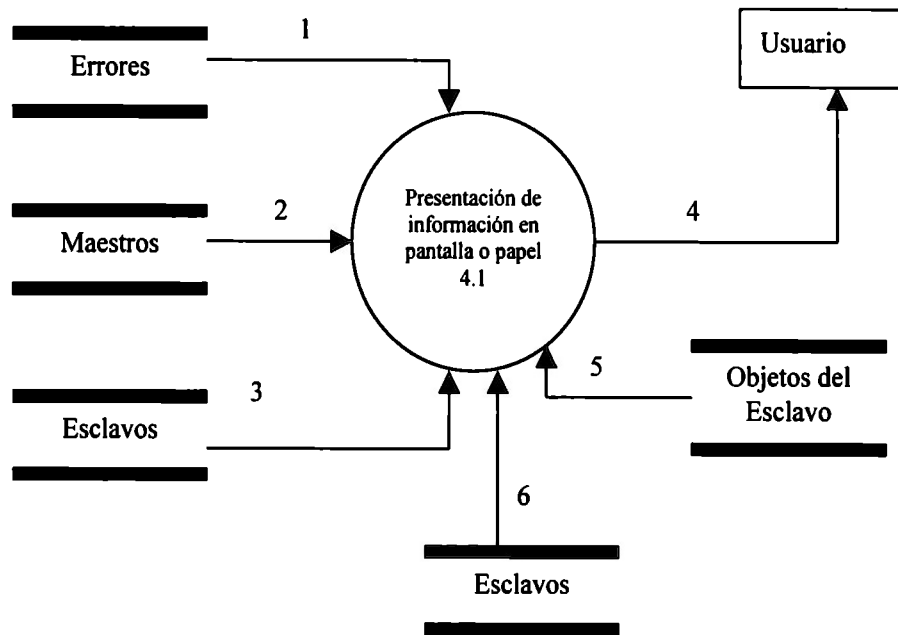 1
Usuario
Errores
Presentación de
información en
pantalla o papel
4.1
2
4
Maestros
3
5
Objetos del
Esclavo
Esclavos
6
Esclavos